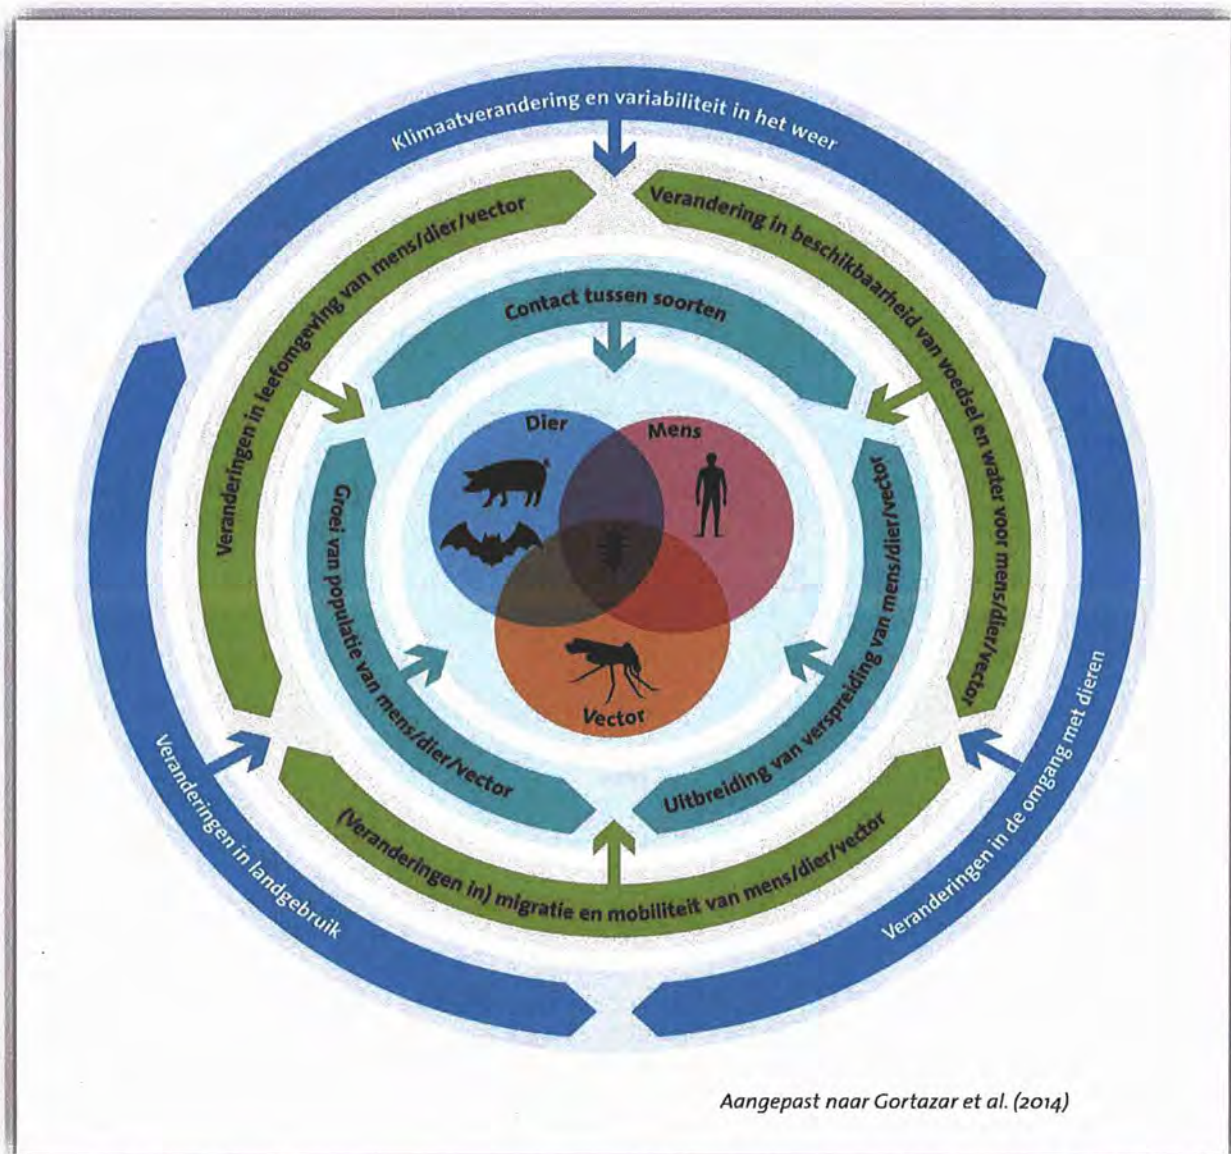 Klimaatverandering en variabiliteit in het weer
Veranderingen in leefomgeving van mens/dier/vector
Verandering in beschikbaarheid van voedsel en water voor mens/dier/vector
Contact tussen soorten
Dier
Mens
Groei van populatie van mens/dier/vector
Uitbreiding van verspreiding van mens/dier/vector
Vector
(Veranderingen in) migratie en mobiliteit van mens/dier/vector
Veranderingen in landgebruik
Veranderingen in de omgang met dieren
Aangepast naar Gortazar et al. (2014)